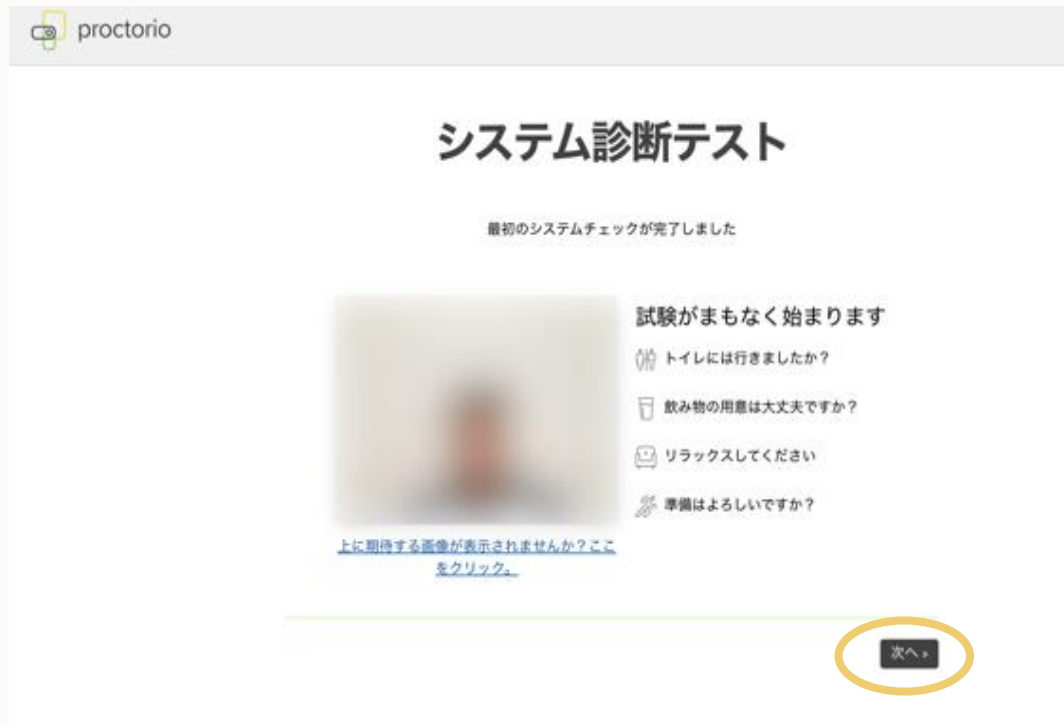 proctorio
システム診断テスト
最初のシステムチェックが完了しました
試験がまもなく始まります
トイレには行きましたか？
飲み物の用意は大丈夫ですか？
リラックスしてください
準備はよろしいですか？
上に期待する画像が表示されませんか？ここ
をクリック。
次へ »